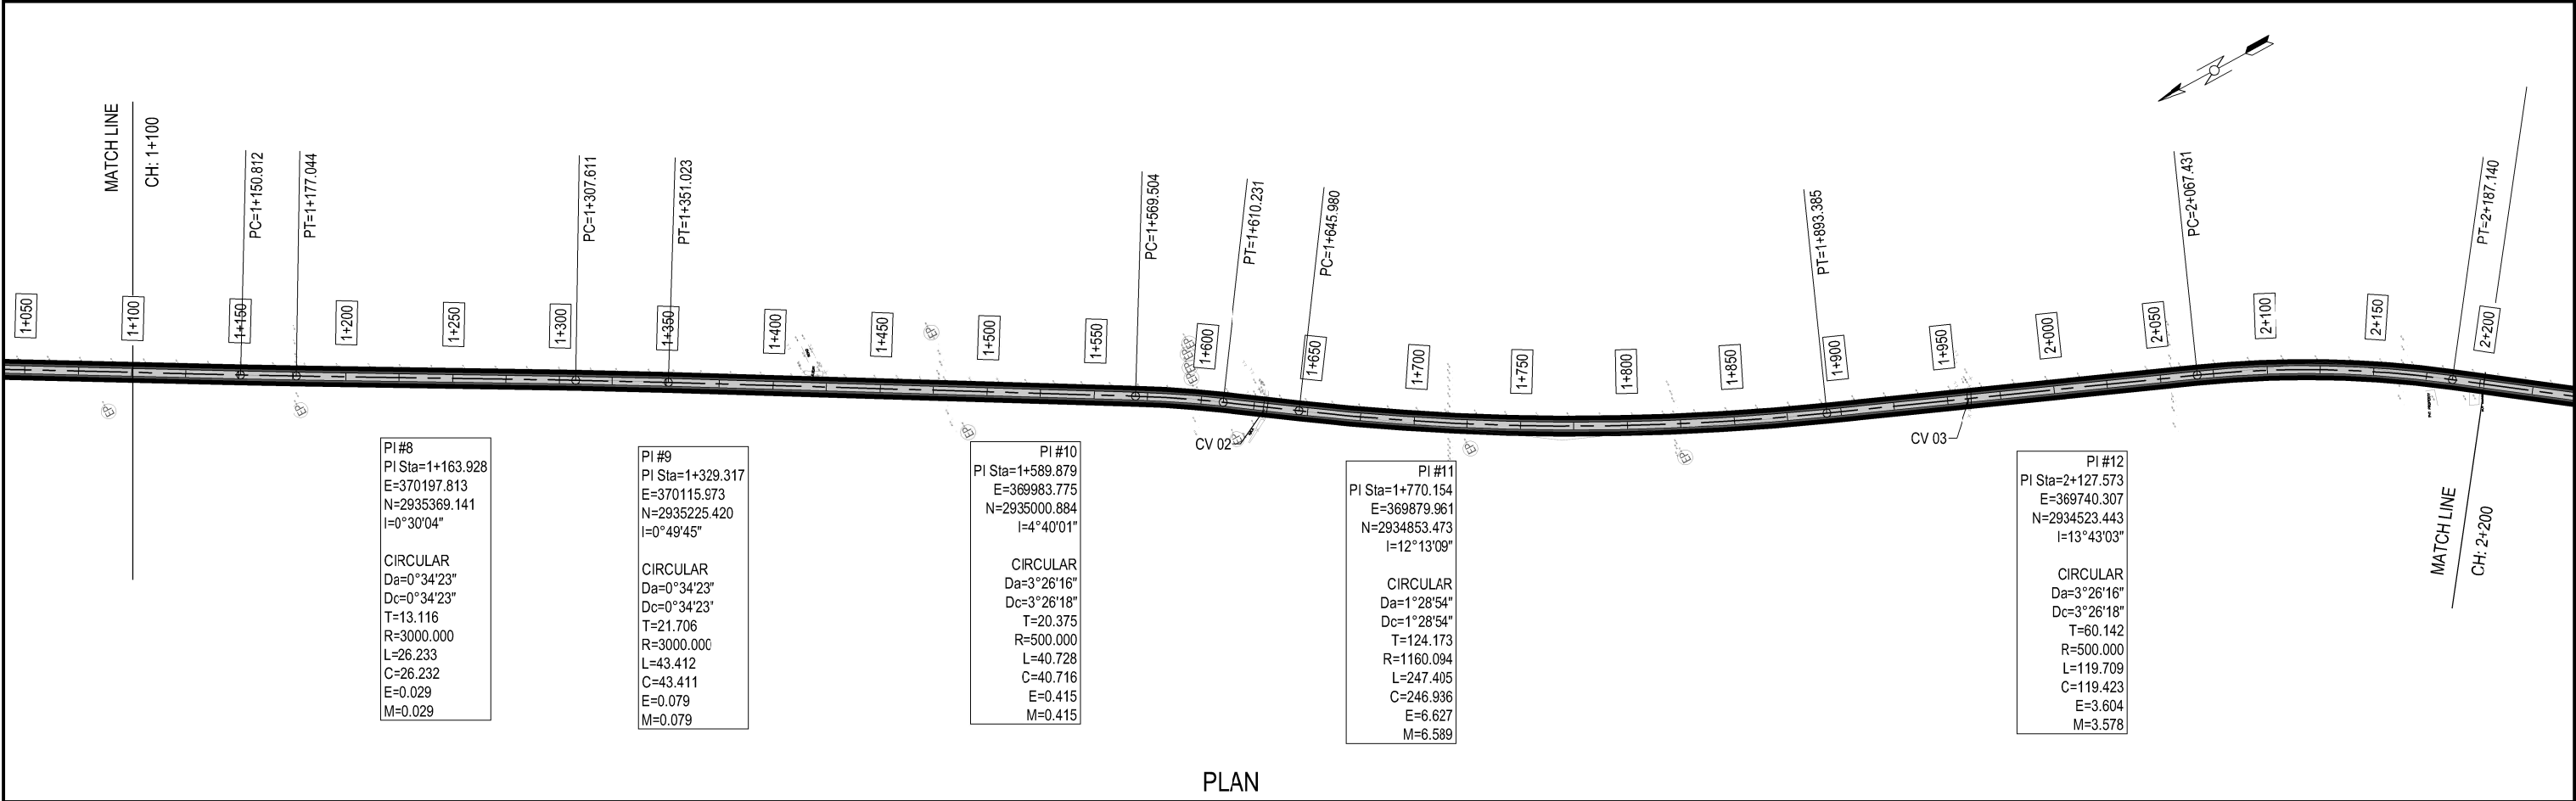 MATCH LINE
CH: 1+100
PC=1+150.812
PT=1+177.044
PC=1+307.611
PT=1+351.023
PC=1+569.504
PT=1+610.231
PC=1+645.980
PT=1+893.385
PC=2+067.431
PT=2+187.140
1+050
1+100
1+150
1+200
1+250
1+300
1+350
1+400
1+450
1+500
1+550
1+600
1+650
1+700
1+750
1+800
1+850
1+900
1+950
2+000
2+050
2+100
2+150
2+200
EP
EP
EP
EP
EP
EP
EP
EP
EP
EP
CV 02
CV 03
PI #8
PI Sta=1+163.928
E=370197.813
N=2935369.141
I=0°30'04"
CIRCULAR
Da=0°34'23"
Dc=0°34'23"
T=13.116
R=3000.000
L=26.233
C=26.232
E=0.029
M=0.029
PI #9
PI Sta=1+329.317
E=370115.973
N=2935225.420
I=0°49'45"
CIRCULAR
Da=0°34'23"
Dc=0°34'23"
T=21.706
R=3000.000
L=43.412
C=43.411
E=0.079
M=0.079
PI #10
PI Sta=1+589.879
E=369983.775
N=2935000.884
I=4°40'01"
CIRCULAR
Da=3°26'16"
Dc=3°26'18"
T=20.375
R=500.000
L=40.728
C=40.716
E=0.415
M=0.415
PI #11
PI Sta=1+770.154
E=369879.961
N=2934853.473
I=12°13'09"
CIRCULAR
Da=1°28'54"
Dc=1°28'54"
T=124.173
R=1160.094
L=247.405
C=246.936
E=6.627
M=6.589
PI #12
PI Sta=2+127.573
E=369740.307
N=2934523.443
I=13°43'03"
CIRCULAR
Da=3°26'16"
Dc=3°26'18"
T=60.142
R=500.000
L=119.709
C=119.423
E=3.604
M=3.578
MATCH LINE
CH: 2+200
PLAN